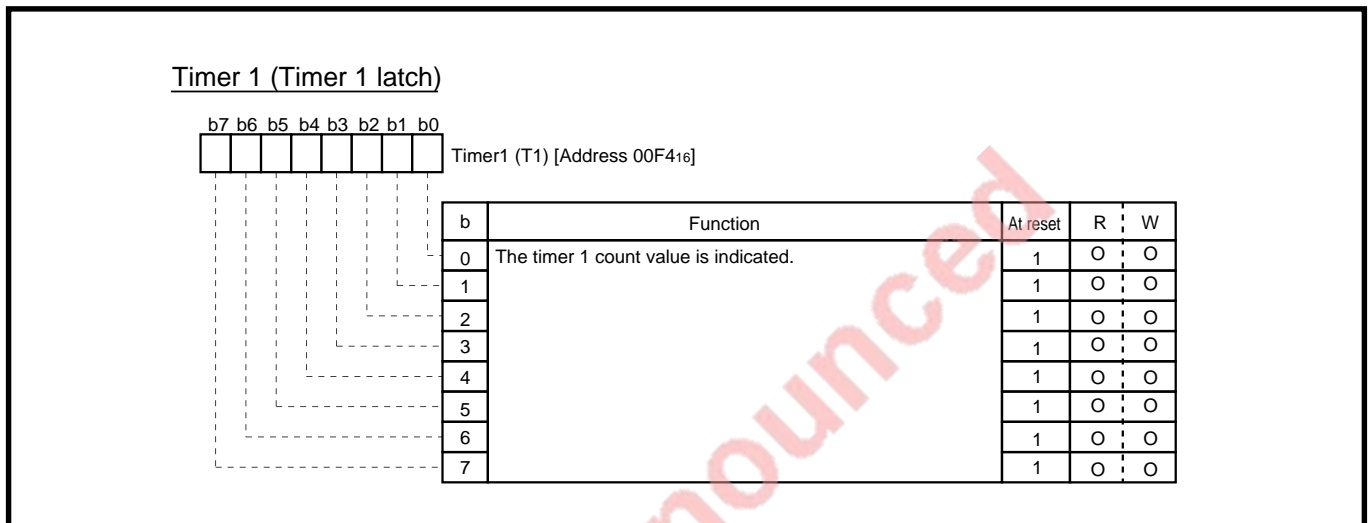 Timer 1 (Timer 1 latch)
b7 b6 b5 b4 b3 b2 b1 b0
Timer1 (T1) [Address 00F416]
b Function At reset R W
0 The timer 1 count value is indicated. 1 O O
1 1 O O
2 1 O O
3 1 O O
4 1 O O
5 1 O O
6 1 O O
7 1 O O
ounced